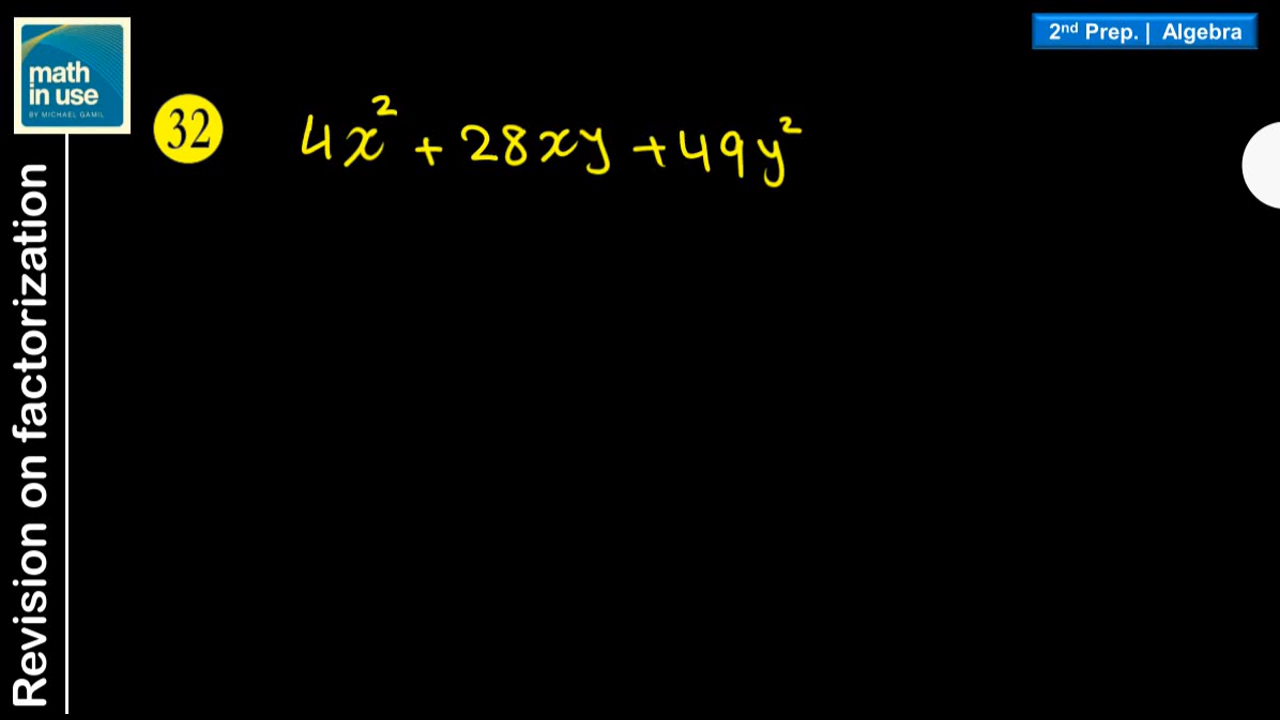 math
in use
BY MICHAEL GAMIL
2nd Prep. | Algebra
32 4x² + 28xy + 49y²
Revision on factorization